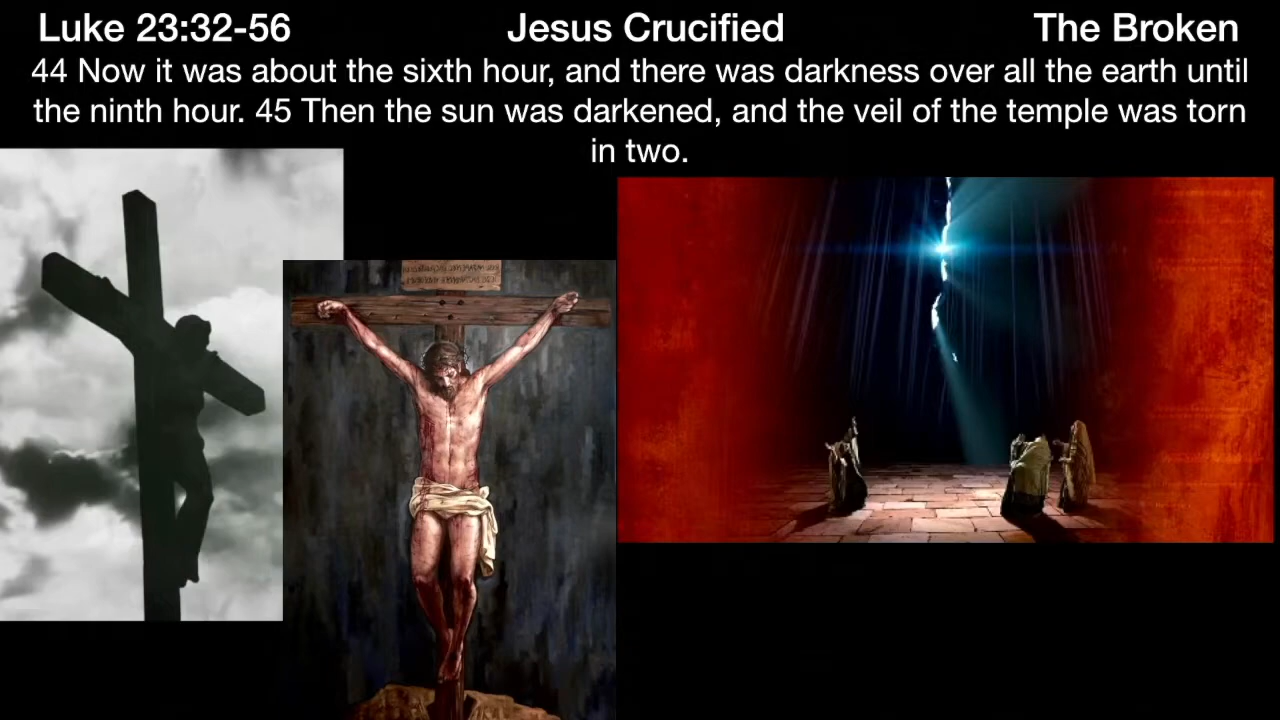 Luke 23:32-56 Jesus Crucified The Broken
44 Now it was about the sixth hour, and there was darkness over all the earth until
the ninth hour. 45 Then the sun was darkened, and the veil of the temple was torn
in two.